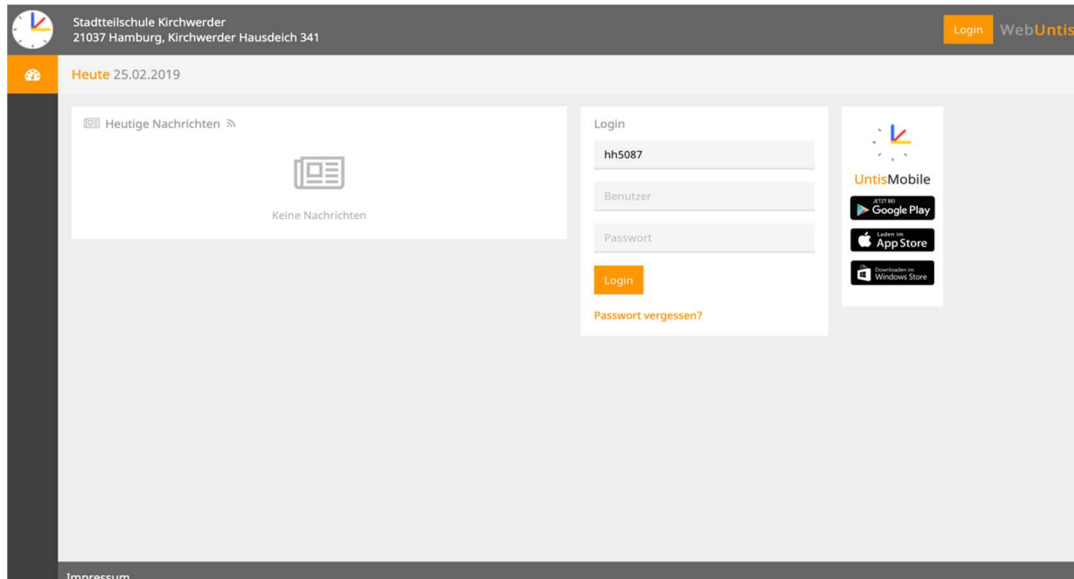 Stadtteilschule Kirchwerder
21037 Hamburg, Kirchwerder Hausdeich 341
Login
WebUntis
Heute 25.02.2019
Heutige Nachrichten
Keine Nachrichten
Login
hh5087
Benutzer
Passwort
Login
Passwort vergessen?
UntisMobile
JETZT BEI
Google Play
Laden im
App Store
Downloaden im
Windows Store
Impressum